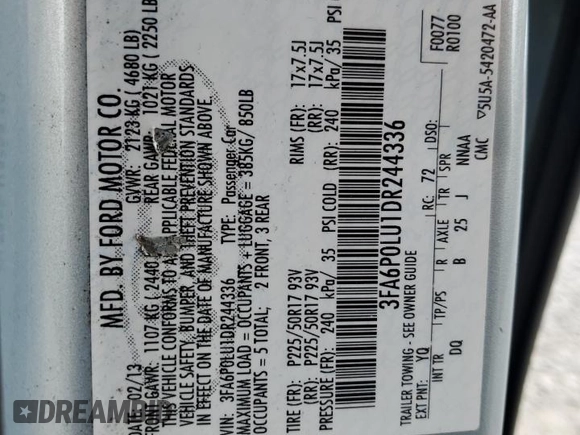 MFD. BY FORD MOTOR CO.
DATE: 02/13 GVWR: 2123 KG ( 4680 LB)
FRONT GAWR: 1107 KG ( 2440 LB) REAR GAWR: 1021 KG ( 2250 LB)
THIS VEHICLE CONFORMS TO ALL APPLICABLE FEDERAL MOTOR
VEHICLE SAFETY, BUMPER, AND THEFT PREVENTION STANDARDS
IN EFFECT ON THE DATE OF MANUFACTURE SHOWN ABOVE.
VIN: 3FA6P0LU1DR244336 TYPE: Passenger Car
MAXIMUM LOAD = OCCUPANTS + LUGGAGE = 385KG/ 850LB
OCCUPANTS = 5 TOTAL; 2 FRONT, 3 REAR
TIRE (FR): P225/50R17 93V RIMS (FR): 17x7.5J
(RR): P225/50R17 93V (RR): 17x7.5J
PRESSURE (FR): 240 kPa/ 35 PSI COLD (RR): 240 kPa/ 35 PSI
3FA6P0LU1DR244336
F0077
R0100
TRAILER TOWING - SEE OWNER GUIDE
EXT PNT: YQ RC: 72 DSO:
INT TR TP/PS R AXLE TR SPR
DQ B 25 J NNAA
CMC ▽5U5A-5420472-AA
DREAMBID